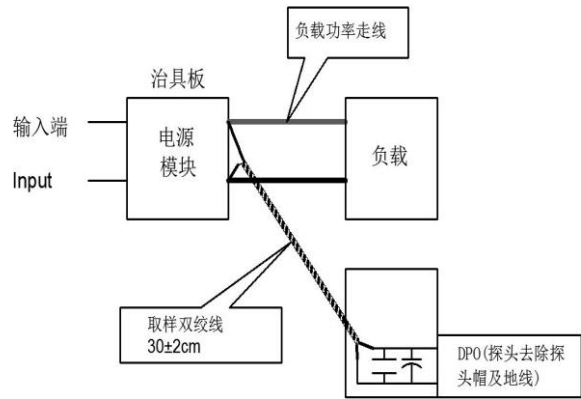 负载功率走线
治具板
输入端
电源
模块
负载
Input
取样双绞线
30±2cm
DPO(探头去除探
头帽及地线)